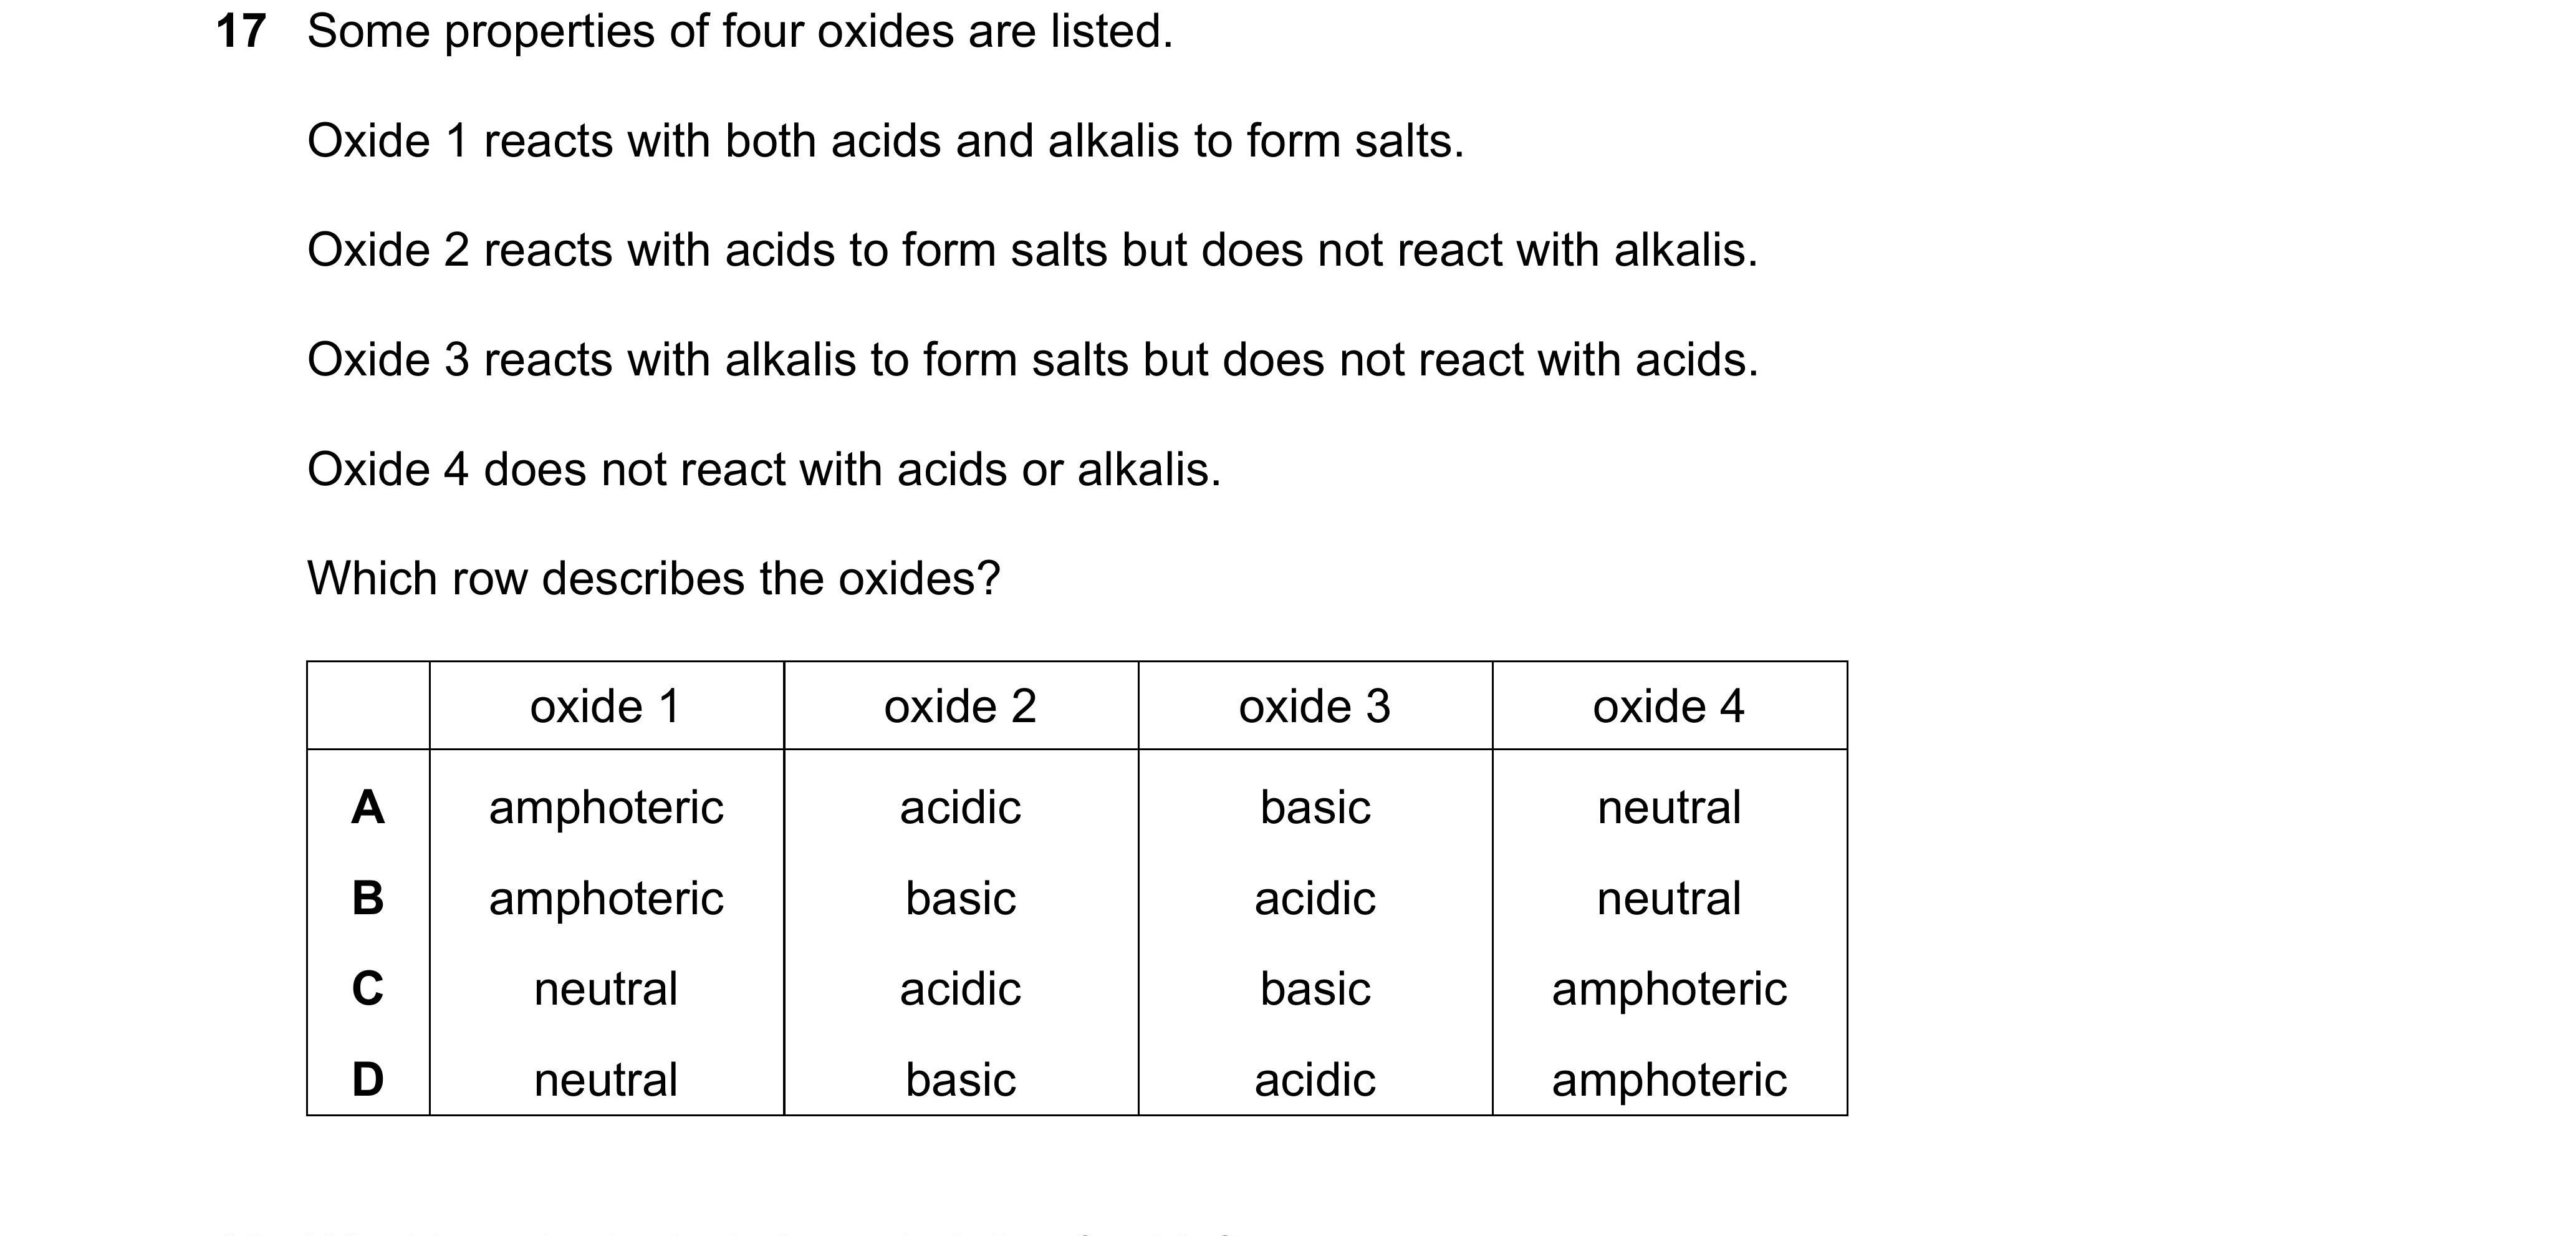 17 Some properties of four oxides are listed.
Oxide 1 reacts with both acids and alkalis to form salts.
Oxide 2 reacts with acids to form salts but does not react with alkalis.
Oxide 3 reacts with alkalis to form salts but does not react with acids.
Oxide 4 does not react with acids or alkalis.
Which row describes the oxides?
oxide 1 oxide 2 oxide 3 oxide 4
A amphoteric acidic basic neutral
B amphoteric basic acidic neutral
C neutral acidic basic amphoteric
D neutral basic acidic amphoteric